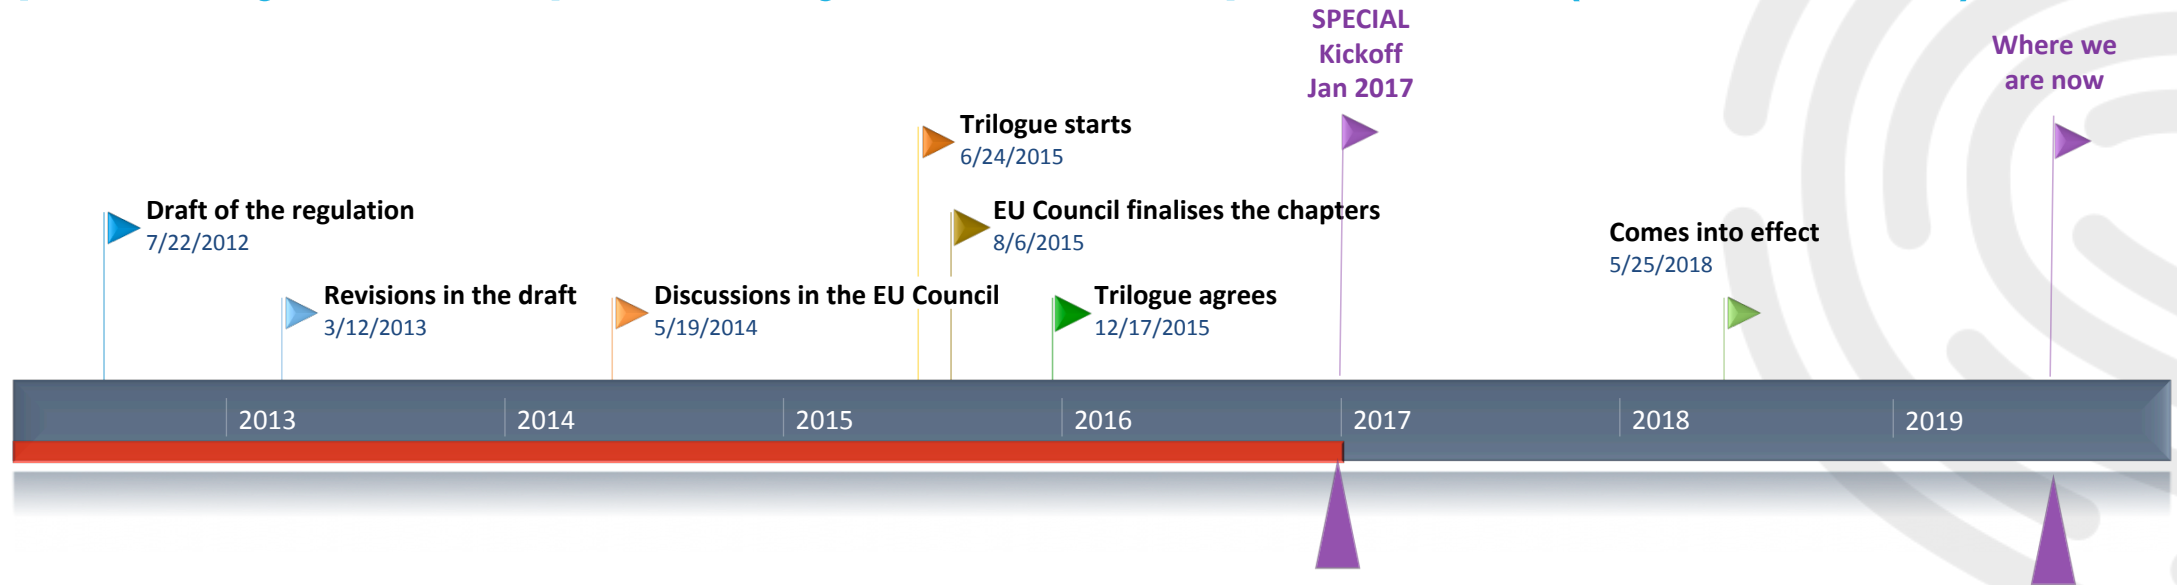 SPECIAL
Kickoff
Jan 2017
Where we
are now
Trilogue starts
6/24/2015
Draft of the regulation
7/22/2012
EU Council finalises the chapters
8/6/2015
Comes into effect
5/25/2018
Revisions in the draft
3/12/2013
Discussions in the EU Council
5/19/2014
Trilogue agrees
12/17/2015
2013 2014 2015 2016 2017 2018 2019